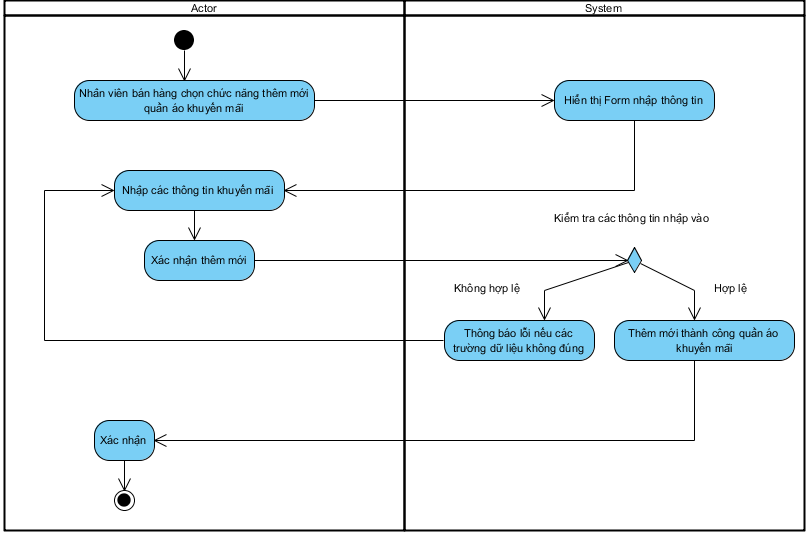 Actor
System
Nhân viên bán hàng chọn chức năng thêm mới
quần áo khuyến mãi
Hiển thị Form nhập thông tin
Nhập các thông tin khuyến mãi
Kiểm tra các thông tin nhập vào
Xác nhận thêm mới
Không hợp lệ
Hợp lệ
Thông báo lỗi nếu các
trường dữ liệu không đúng
Thêm mới thành công quần áo
khuyến mãi
Xác nhận